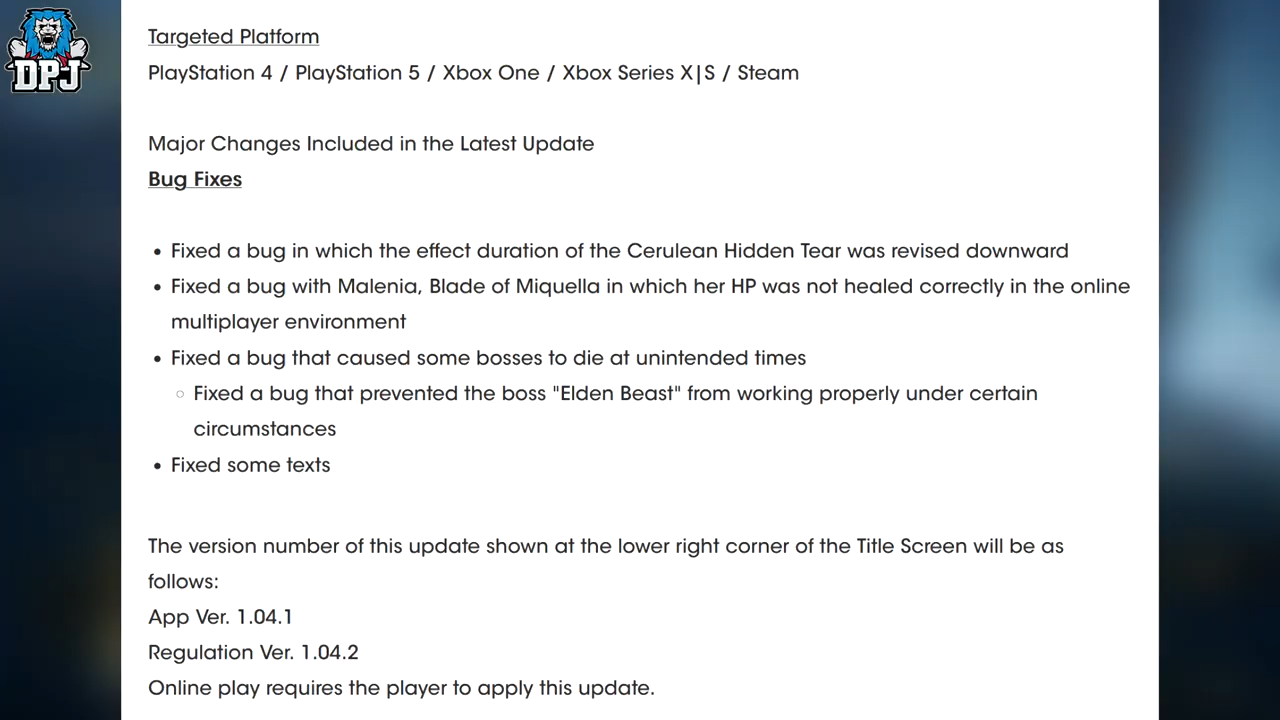 DPJ
Targeted Platform
PlayStation 4 / PlayStation 5 / Xbox One / Xbox Series X|S / Steam
Major Changes Included in the Latest Update
Bug Fixes
• Fixed a bug in which the effect duration of the Cerulean Hidden Tear was revised downward
• Fixed a bug with Malenia, Blade of Miquella in which her HP was not healed correctly in the online
multiplayer environment
• Fixed a bug that caused some bosses to die at unintended times
◦ Fixed a bug that prevented the boss "Elden Beast" from working properly under certain
circumstances
• Fixed some texts
The version number of this update shown at the lower right corner of the Title Screen will be as
follows:
App Ver. 1.04.1
Regulation Ver. 1.04.2
Online play requires the player to apply this update.